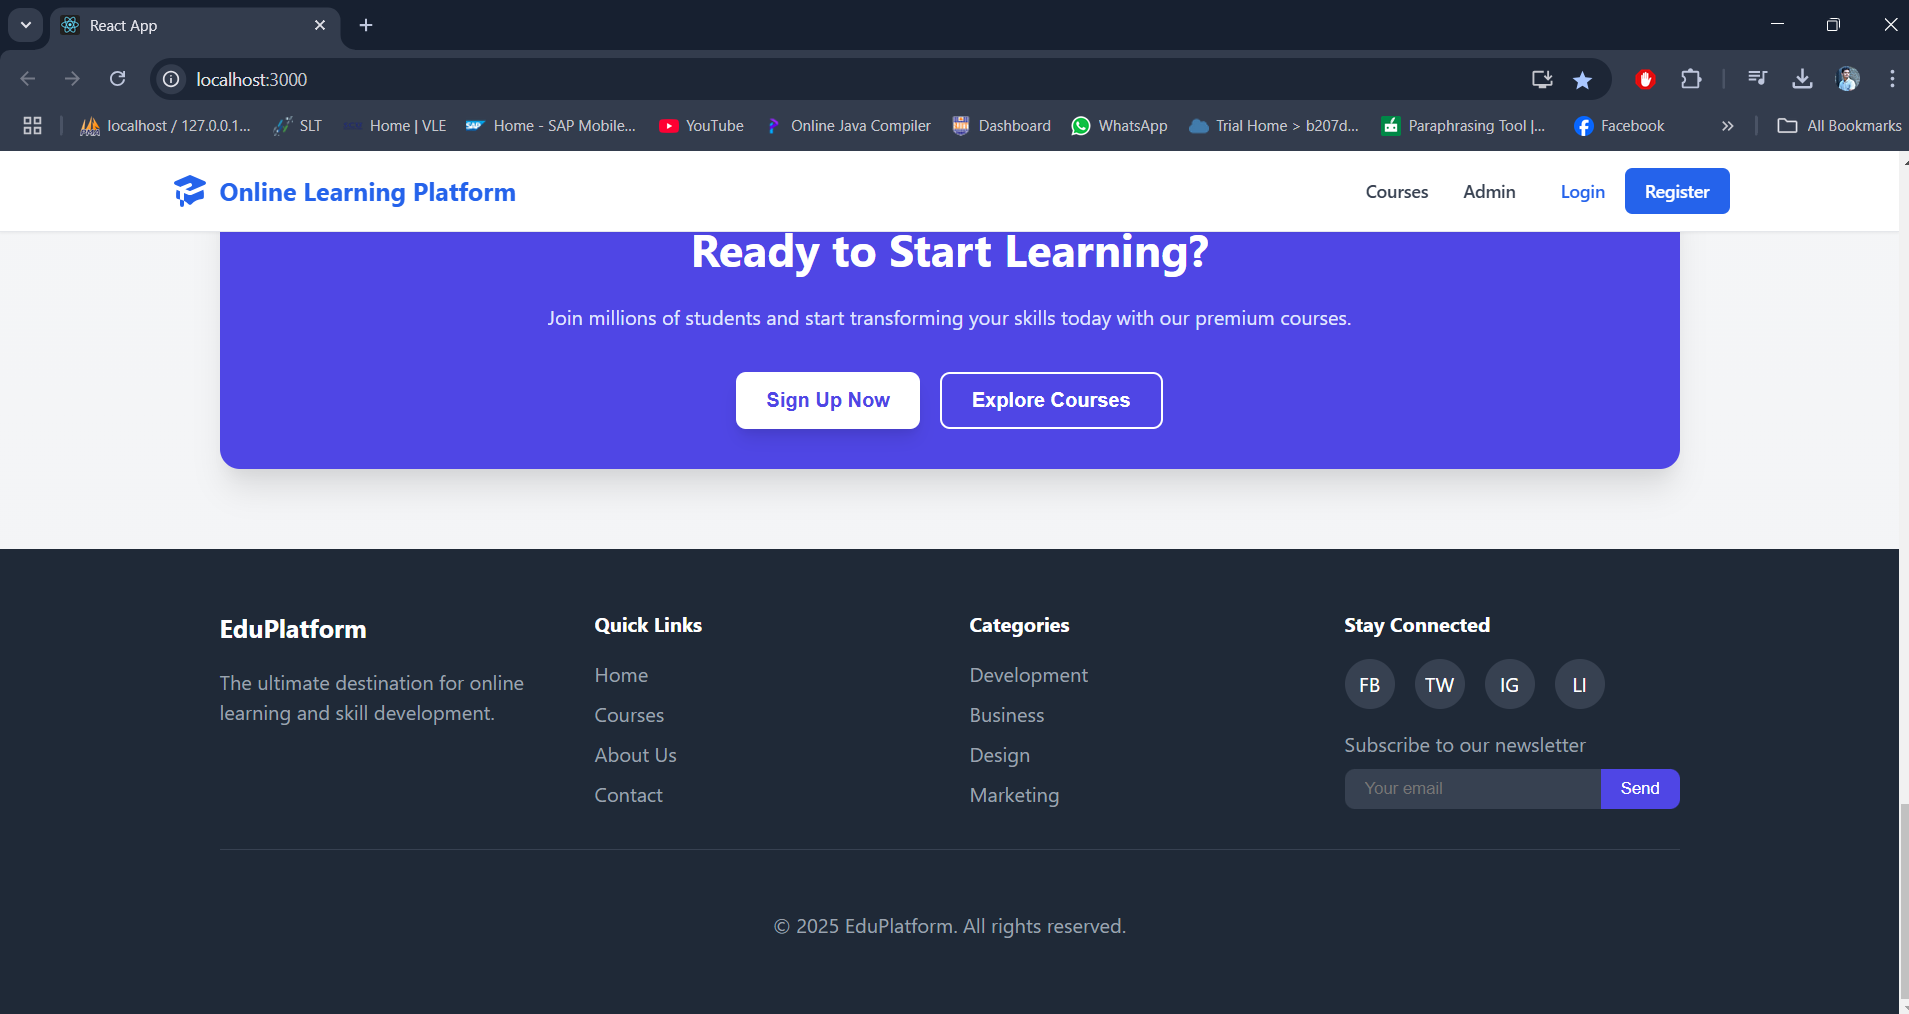 React App
localhost:3000
localhost / 127.0.0.1...
SLT
Home | VLE
SAP
Home - SAP Mobile...
YouTube
Online Java Compiler
Dashboard
WhatsApp
Trial Home > b207d...
Paraphrasing Tool |...
Facebook
All Bookmarks
Online Learning Platform
Courses
Admin
Login
Register
Ready to Start Learning?
Join millions of students and start transforming your skills today with our premium courses.
Sign Up Now
Explore Courses
EduPlatform
The ultimate destination for online
learning and skill development.
Quick Links
Home
Courses
About Us
Contact
Categories
Development
Business
Design
Marketing
Stay Connected
FB
TW
IG
LI
Subscribe to our newsletter
Your email
Send
© 2025 EduPlatform. All rights reserved.